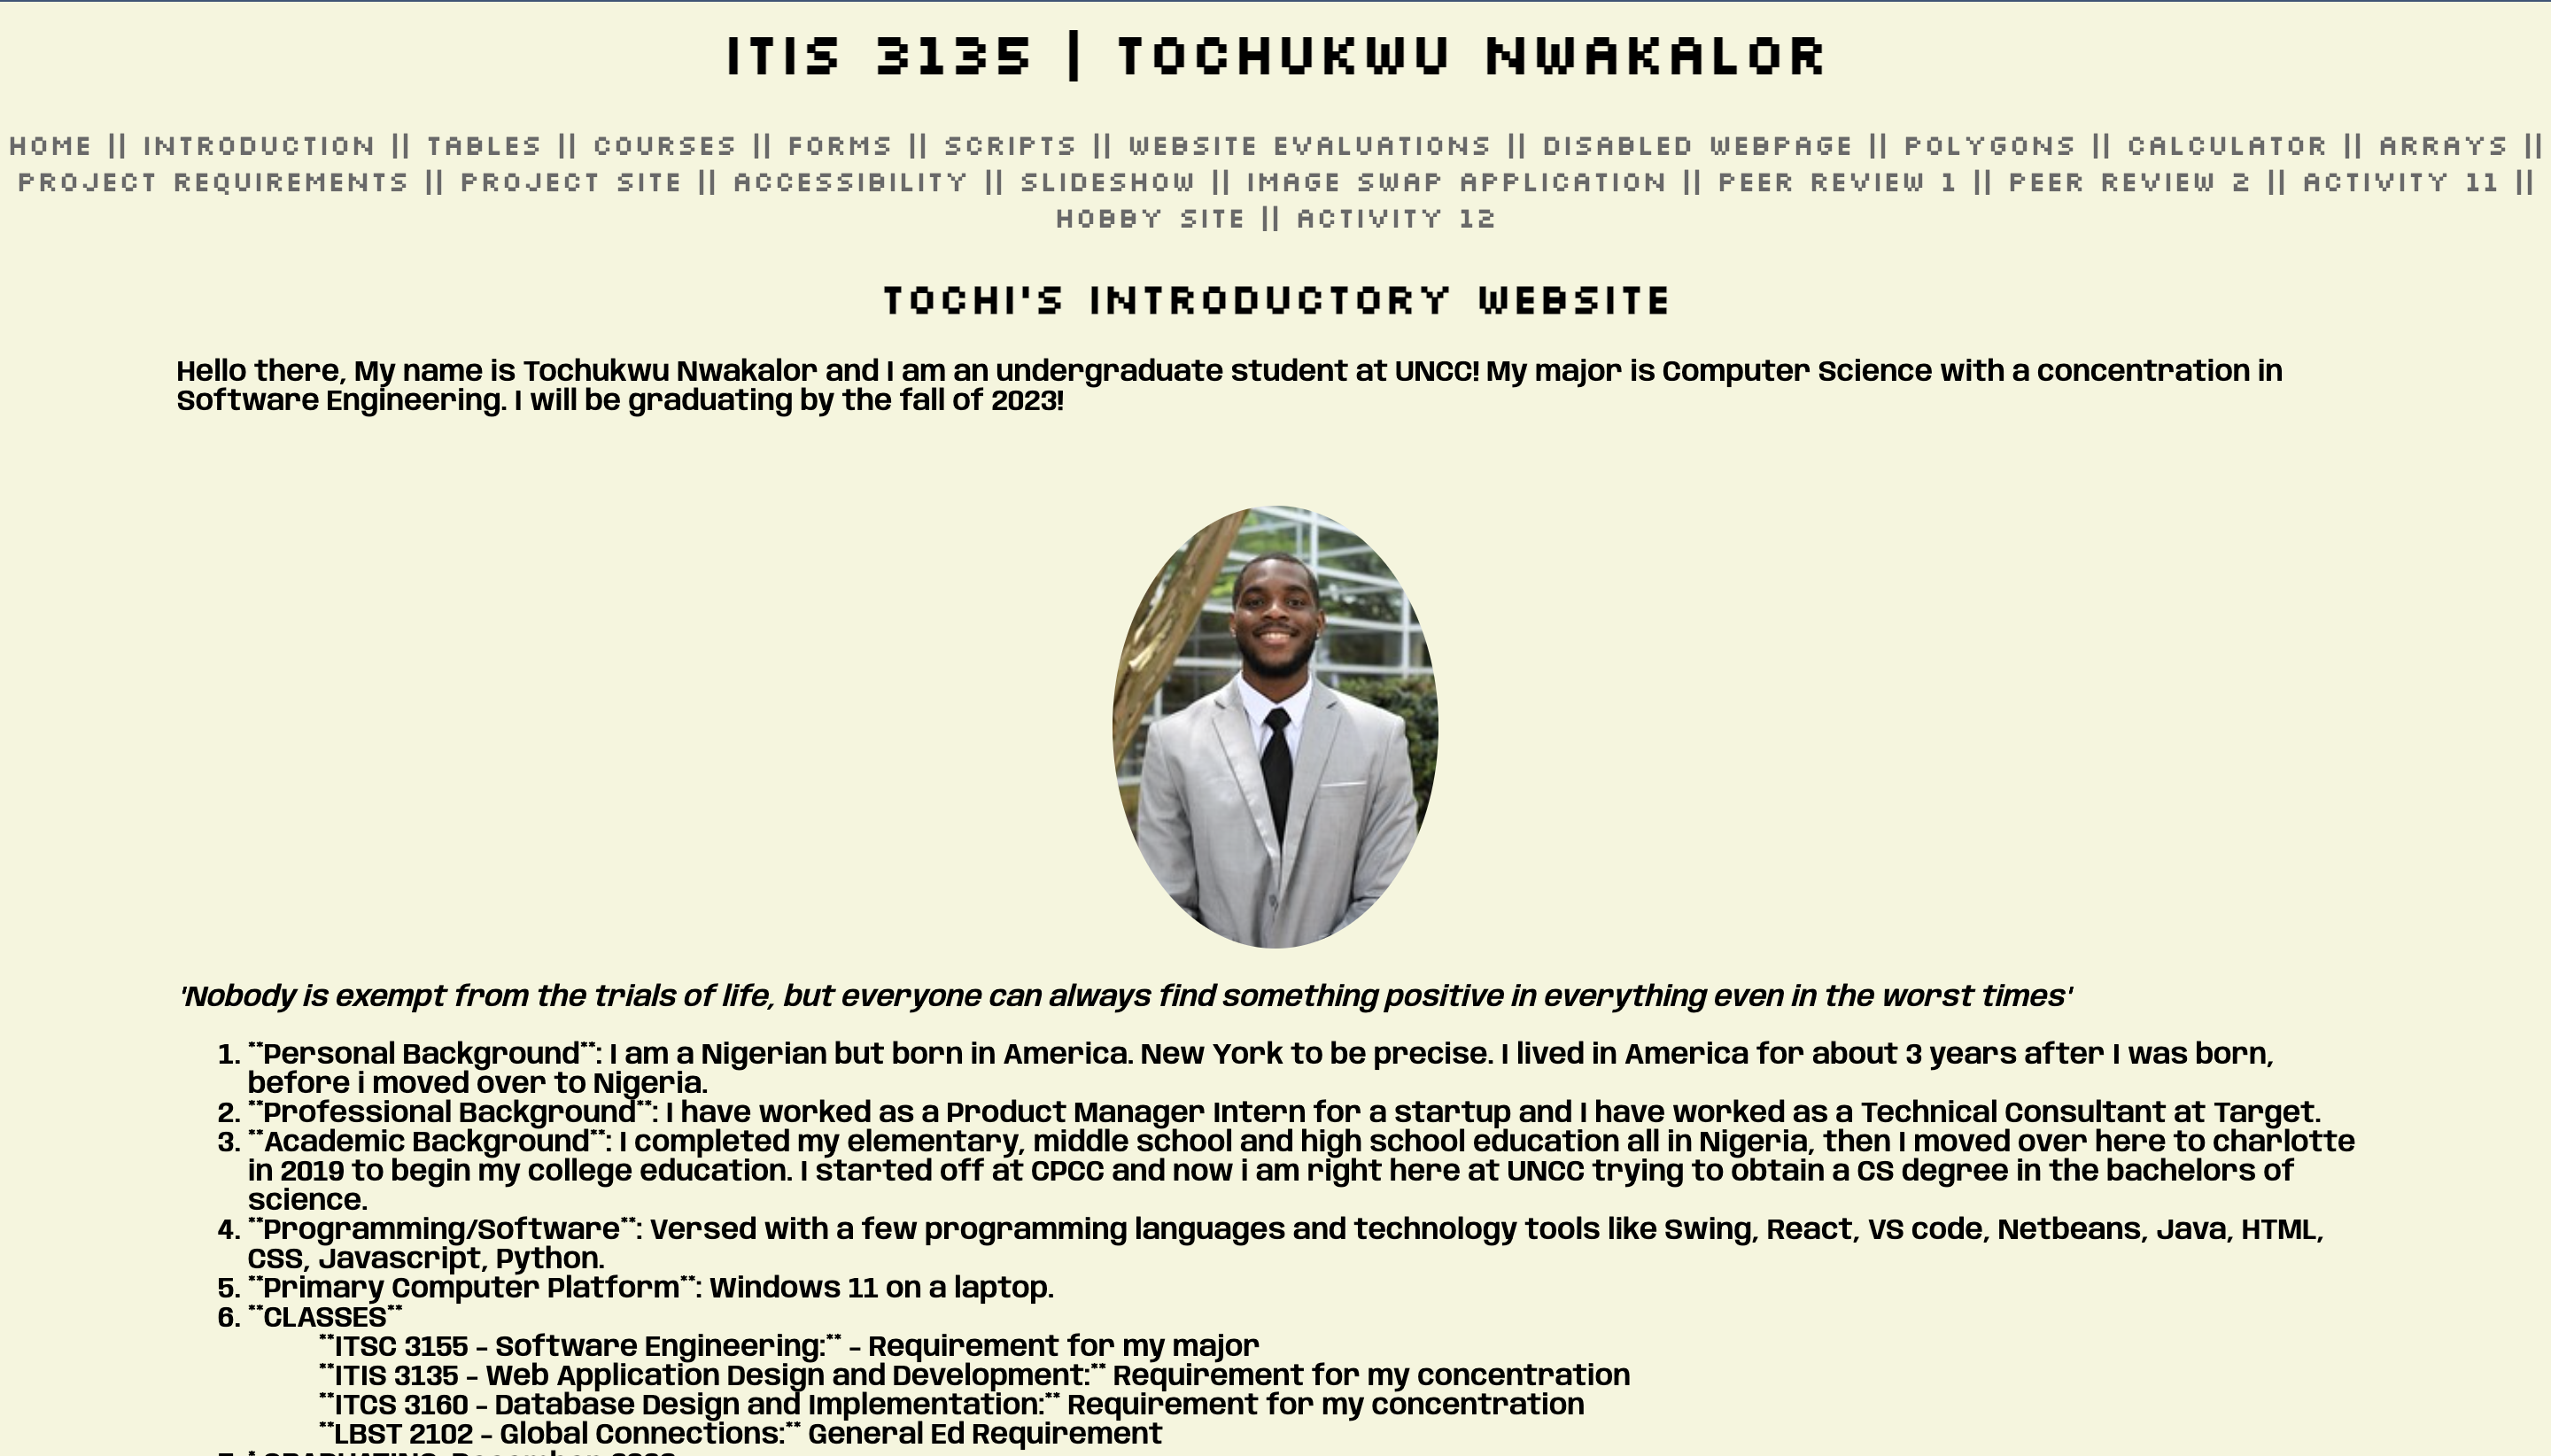 ITIS 3135 | TOCHUKWU NWAKALOR
HOME || INTRODUCTION || TABLES || COURSES || FORMS || SCRIPTS || WEBSITE EVALUATIONS || DISABLED WEBPAGE || POLYGONS || CALCULATOR || ARRAYS ||
PROJECT REQUIREMENTS || PROJECT SITE || ACCESSIBILITY || SLIDESHOW || IMAGE SWAP APPLICATION || PEER REVIEW 1 || PEER REVIEW 2 || ACTIVITY 11 ||
HOBBY SITE || ACTIVITY 12
TOCHI'S INTRODUCTORY WEBSITE
Hello there, My name is Tochukwu Nwakalor and I am an undergraduate student at UNCC! My major is Computer Science with a concentration in
Software Engineering. I will be graduating by the fall of 2023!
'Nobody is exempt from the trials of life, but everyone can always find something positive in everything even in the worst times'
1. **Personal Background**: I am a Nigerian but born in America. New York to be precise. I lived in America for about 3 years after I was born,
before i moved over to Nigeria.
2. **Professional Background**: I have worked as a Product Manager Intern for a startup and I have worked as a Technical Consultant at Target.
3. **Academic Background**: I completed my elementary, middle school and high school education all in Nigeria, then I moved over here to charlotte
in 2019 to begin my college education. I started off at CPCC and now i am right here at UNCC trying to obtain a CS degree in the bachelors of
science.
4. **Programming/Software**: Versed with a few programming languages and technology tools like Swing, React, VS code, Netbeans, Java, HTML,
CSS, Javascript, Python.
5. **Primary Computer Platform**: Windows 11 on a laptop.
6. **CLASSES**
**ITSC 3155 - Software Engineering:** - Requirement for my major
**ITIS 3135 - Web Application Design and Development:** Requirement for my concentration
**ITCS 3160 - Database Design and Implementation:** Requirement for my concentration
**LBST 2102 - Global Connections:** General Ed Requirement